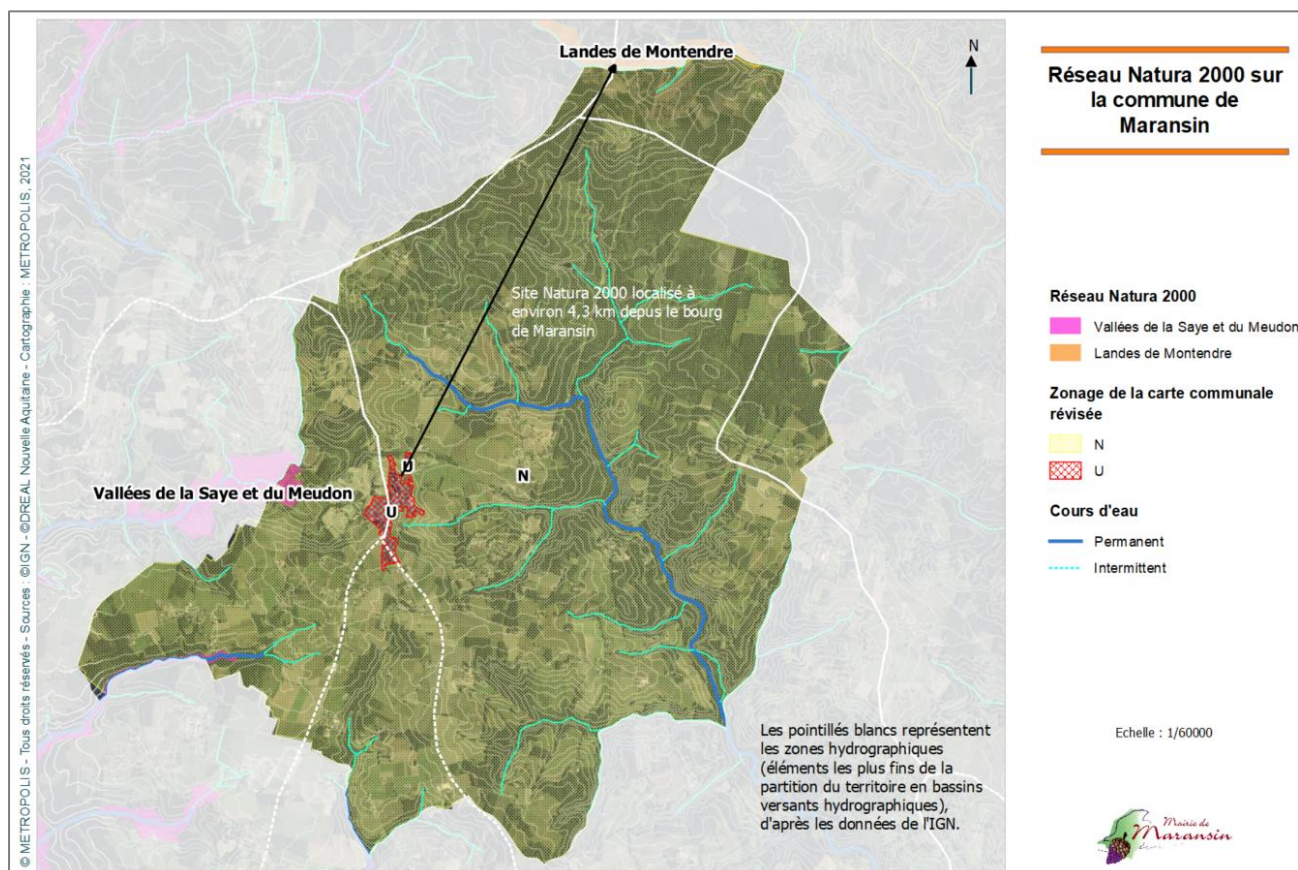 Landes de Montendre
N
Site Natura 2000 localisé à
environ 4,3 km depus le bourg
de Maransin
U
N
Vallées de la Saye et du Meudon
U
Les pointillés blancs représentent
les zones hydrographiques
(éléments les plus fins de la
partition du territoire en bassins
versants hydrographiques),
d'après les données de l'IGN.
© METROPOLIS - Tous droits réservés - Sources : ©IGN - ©DREAL Nouvelle Aquitaine - Cartographie : METROPOLIS, 2021
Réseau Natura 2000 sur
la commune de
Maransin
Réseau Natura 2000
Vallées de la Saye et du Meudon
Landes de Montendre
Zonage de la carte communale
révisée
N
U
Cours d'eau
Permanent
Intermittent
Echelle : 1/60000
Mairie de
Maransin